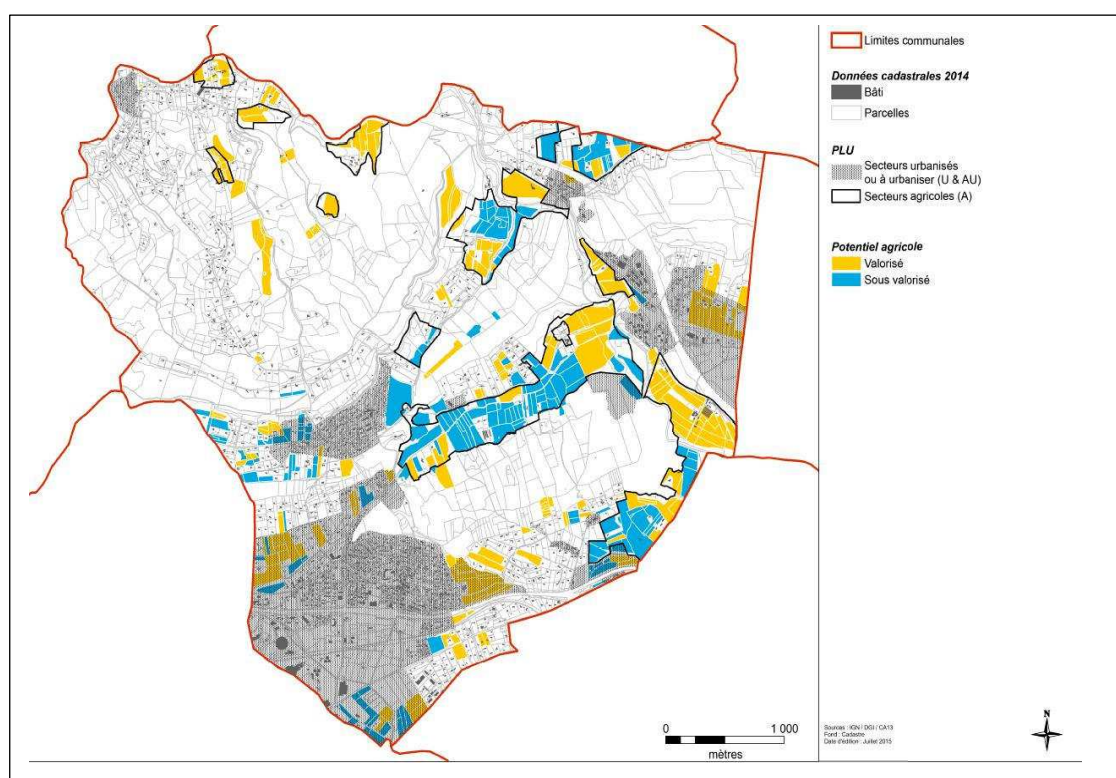 Limites communales
Données cadastrales 2014
Bâti
Parcelles
PLU
Secteurs urbanisés
ou à urbaniser (U & AU)
Secteurs agricoles (A)
Potentiel agricole
Valorisé
Sous valorisé
0 1 000
mètres
Sources : IGN / DGI / CA13
Fond : Cadastre
Date d'édition : Juillet 2015
N